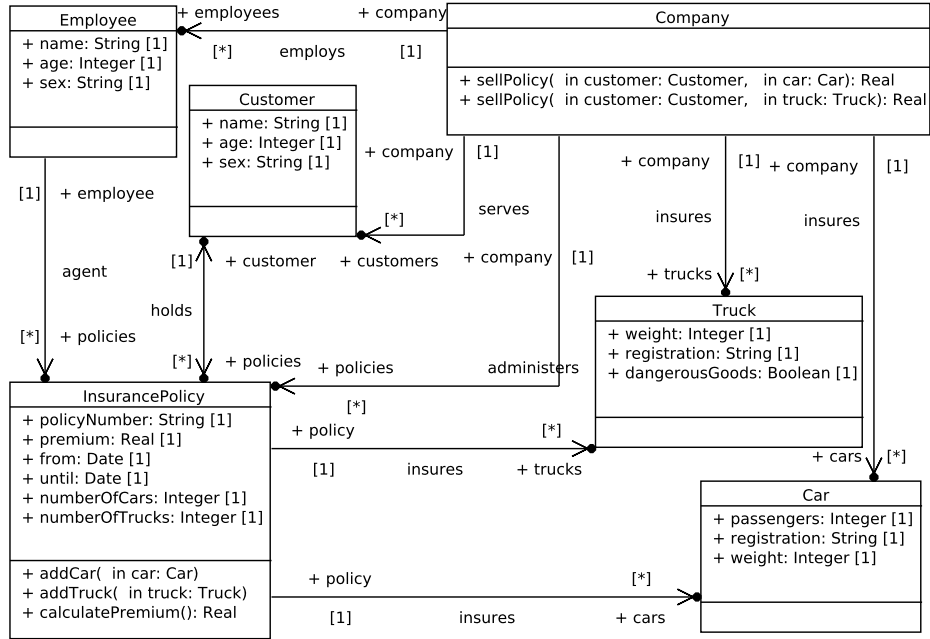 Employee
+ name: String [1]
+ age: Integer [1]
+ sex: String [1]
+ employees
+ company
[*]
employs
[1]
Company
+ sellPolicy(  in customer: Customer,   in car: Car): Real
+ sellPolicy(  in customer: Customer,   in truck: Truck): Real
Customer
+ name: String [1]
+ age: Integer [1]
+ sex: String [1]
+ company
[1]
serves
[*]
+ customers
[1]
+ employee
agent
[*]
+ policies
[1]
+ customer
holds
[*]
+ policies
+ company
[1]
administers
+ policies
[*]
+ company
[1]
insures
+ trucks
[*]
+ company
[1]
insures
+ cars
[*]
Truck
+ weight: Integer [1]
+ registration: String [1]
+ dangerousGoods: Boolean [1]
InsurancePolicy
+ policyNumber: String [1]
+ premium: Real [1]
+ from: Date [1]
+ until: Date [1]
+ numberOfCars: Integer [1]
+ numberOfTrucks: Integer [1]
+ addCar(  in car: Car)
+ addTruck(  in truck: Truck)
+ calculatePremium(): Real
+ policy
[*]
[1]
insures
+ trucks
Car
+ passengers: Integer [1]
+ registration: String [1]
+ weight: Integer [1]
+ policy
[*]
[1]
insures
+ cars